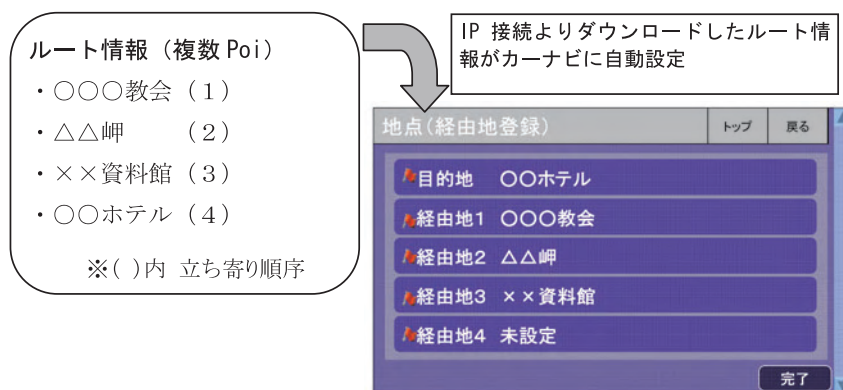 ルート情報（複数Poi）
・○○○教会（１）
・△△岬　　（２）
・××資料館（３）
・○○ホテル（４）
※( )内 立ち寄り順序
IP 接続よりダウンロードしたルート情
報がカーナビに自動設定
地点(経由地登録)　トップ　戻る
目的地　○○ホテル
経由地1　○○○教会
経由地2　△△岬
経由地3　××資料館
経由地4　未設定
完了